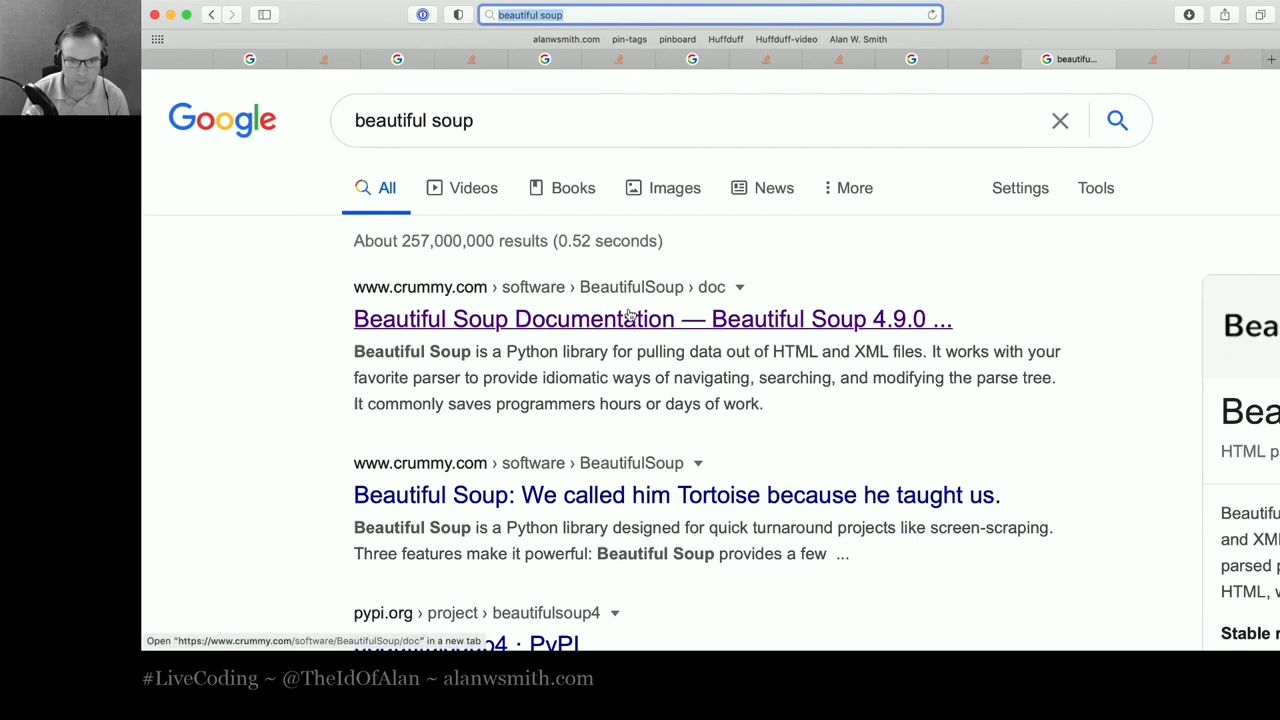 beautiful soup
alanwsmith.com pin-tags pinboard Huffduff Huffduff-video Alan W. Smith
beautifu...
Google
beautiful soup
All Videos Books Images News More Settings Tools
About 257,000,000 results (0.52 seconds)
www.crummy.com › software › BeautifulSoup › doc
Beautiful Soup Documentation — Beautiful Soup 4.9.0 ...
Beautiful Soup is a Python library for pulling data out of HTML and XML files. It works with your
favorite parser to provide idiomatic ways of navigating, searching, and modifying the parse tree.
It commonly saves programmers hours or days of work.
www.crummy.com › software › BeautifulSoup
Beautiful Soup: We called him Tortoise because he taught us.
Beautiful Soup is a Python library designed for quick turnaround projects like screen-scraping.
Three features make it powerful: Beautiful Soup provides a few ...
pypi.org › project › beautifulsoup4
p4 · PyPI
Open "https://www.crummy.com/software/BeautifulSoup/doc" in a new tab
Bea
Bea
HTML p
Beautifu
and XM
parsed p
HTML, w
Stable r
#LiveCoding ~ @TheIdOfAlan ~ alanwsmith.com